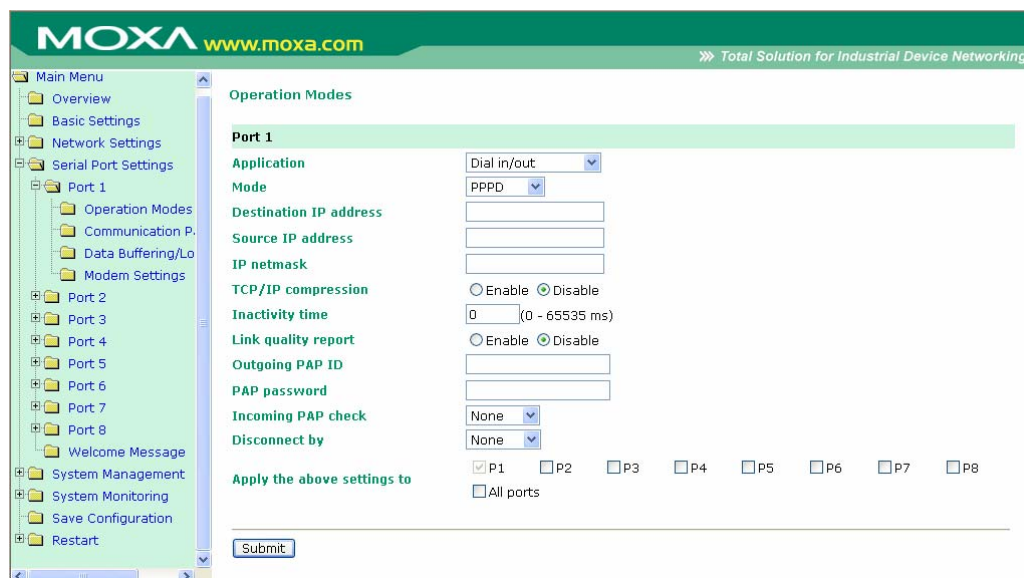 MOXA www.moxa.com
Total Solution for Industrial Device Networking
Main Menu
Overview
Basic Settings
Network Settings
Serial Port Settings
Port 1
Operation Modes
Communication P
Data Buffering/Lo
Modem Settings
Port 2
Port 3
Port 4
Port 5
Port 6
Port 7
Port 8
Welcome Message
System Management
System Monitoring
Save Configuration
Restart
Operation Modes
Port 1
Application Dial in/out
Mode PPPD
Destination IP address
Source IP address
IP netmask
TCP/IP compression Enable Disable
Inactivity time 0 (0 - 65535 ms)
Link quality report Enable Disable
Outgoing PAP ID
PAP password
Incoming PAP check None
Disconnect by None
Apply the above settings to P1 P2 P3 P4 P5 P6 P7 P8
All ports
Submit